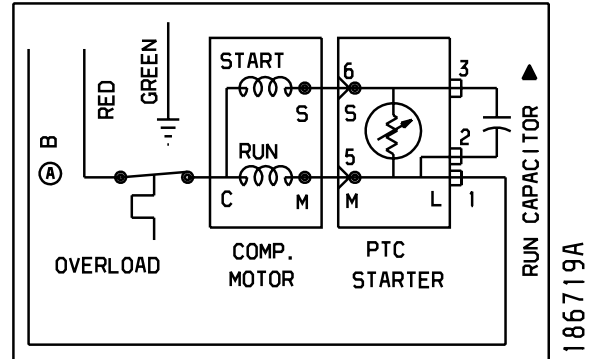 START
RUN
S
C
M
COMP.
MOTOR
6
S
5
M
L
3
2
1
PTC
STARTER
RED
GREEN
B
A
OVERLOAD
RUN CAPACITOR ▲
186719A